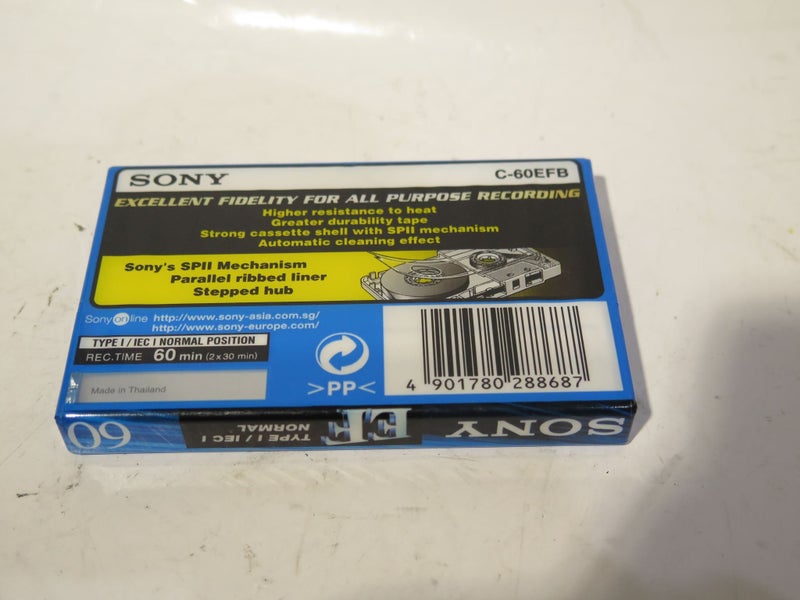 SONY
C-60EFB
EXCELLENT FIDELITY FOR ALL PURPOSE RECORDING
Higher resistance to heat
Greater durability tape
Strong cassette shell with SPII mechanism
Automatic cleaning effect
Sony's SPII Mechanism
Parallel ribbed liner
Stepped hub
Sony on line http://www.sony-asia.com.sg/
http://www.sony-europe.com/
TYPE I / IEC I NORMAL POSITION
REC.TIME 60 min (2 x 30 min)
Made in Thailand
>PP<
4 901780 288687
SONY
EF
TYPE I / IEC I
NORMAL
60